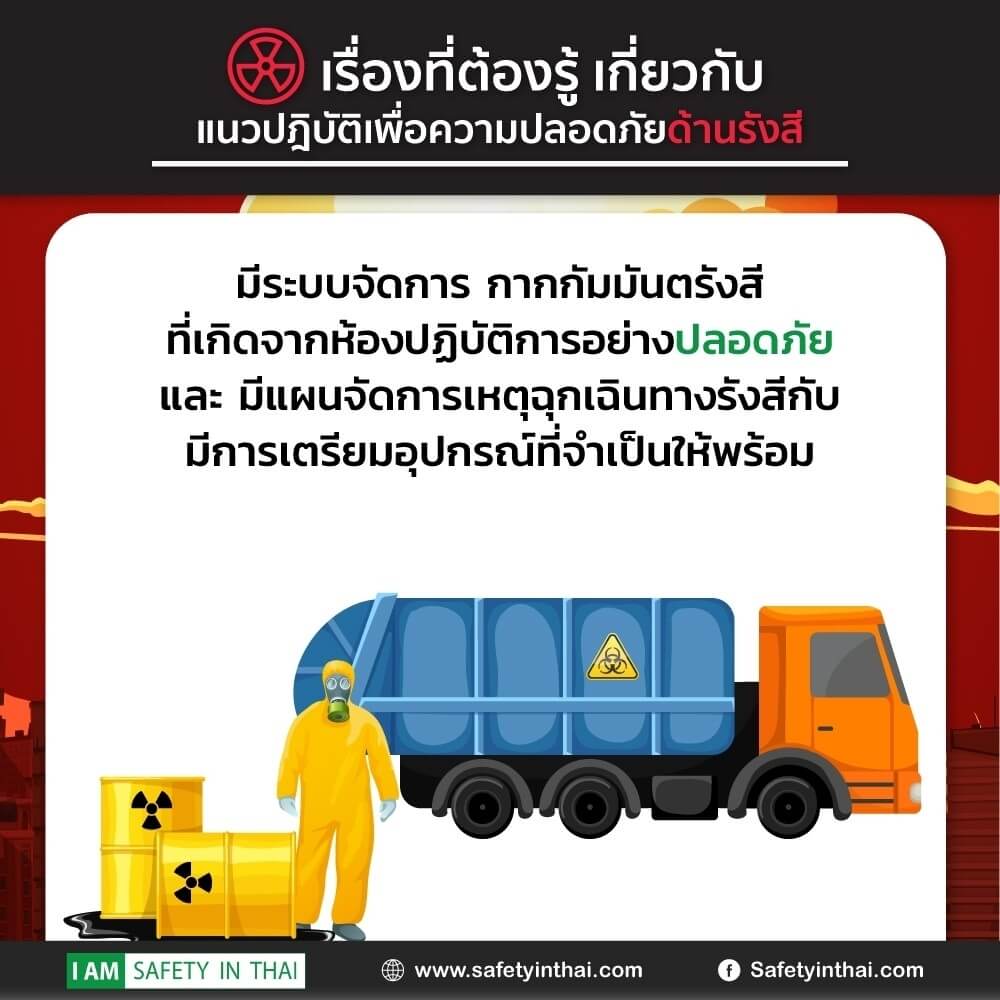 เรื่องที่ต้องรู้ เกี่ยวกับ
แนวปฎิบัติเพื่อความปลอดภัยด้านรังสี
มีระบบจัดการ กากกัมมันตรังสี
ที่เกิดจากห้องปฏิบัติการอย่างปลอดภัย
และ มีแผนจัดการเหตุฉุกเฉินทางรังสีกับ
มีการเตรียมอุปกรณ์ที่จำเป็นให้พร้อม
I AM SAFETY IN THAI
www.safetyinthai.com
Safetyinthai.com